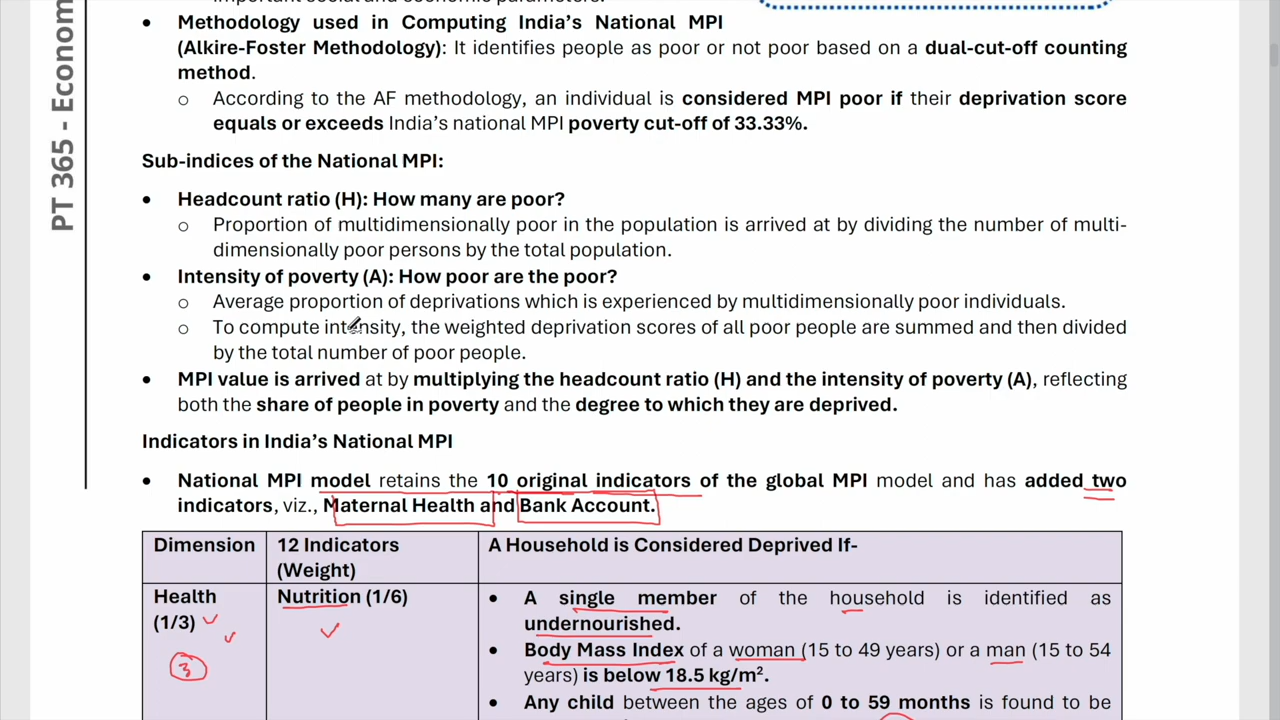 important social and economic parameters.
PT 365 - Econom
• Methodology used in Computing India's National MPI
(Alkire-Foster Methodology): It identifies people as poor or not poor based on a dual-cut-off counting
method.
o According to the AF methodology, an individual is considered MPI poor if their deprivation score
equals or exceeds India's national MPI poverty cut-off of 33.33%.
Sub-indices of the National MPI:
• Headcount ratio (H): How many are poor?
o Proportion of multidimensionally poor in the population is arrived at by dividing the number of multi-
dimensionally poor persons by the total population.
• Intensity of poverty (A): How poor are the poor?
o Average proportion of deprivations which is experienced by multidimensionally poor individuals.
o To compute intensity, the weighted deprivation scores of all poor people are summed and then divided
by the total number of poor people.
• MPI value is arrived at by multiplying the headcount ratio (H) and the intensity of poverty (A), reflecting
both the share of people in poverty and the degree to which they are deprived.
Indicators in India's National MPI
• National MPI model retains the 10 original indicators of the global MPI model and has added two
indicators, viz., Maternal Health and Bank Account.
Dimension
12 Indicators
(Weight)
A Household is Considered Deprived If-
Health
(1/3)
3
Nutrition (1/6)
• A single member of the household is identified as
undernourished.
• Body Mass Index of a woman (15 to 49 years) or a man (15 to 54
years) is below 18.5 kg/m².
• Any child between the ages of 0 to 59 months is found to be